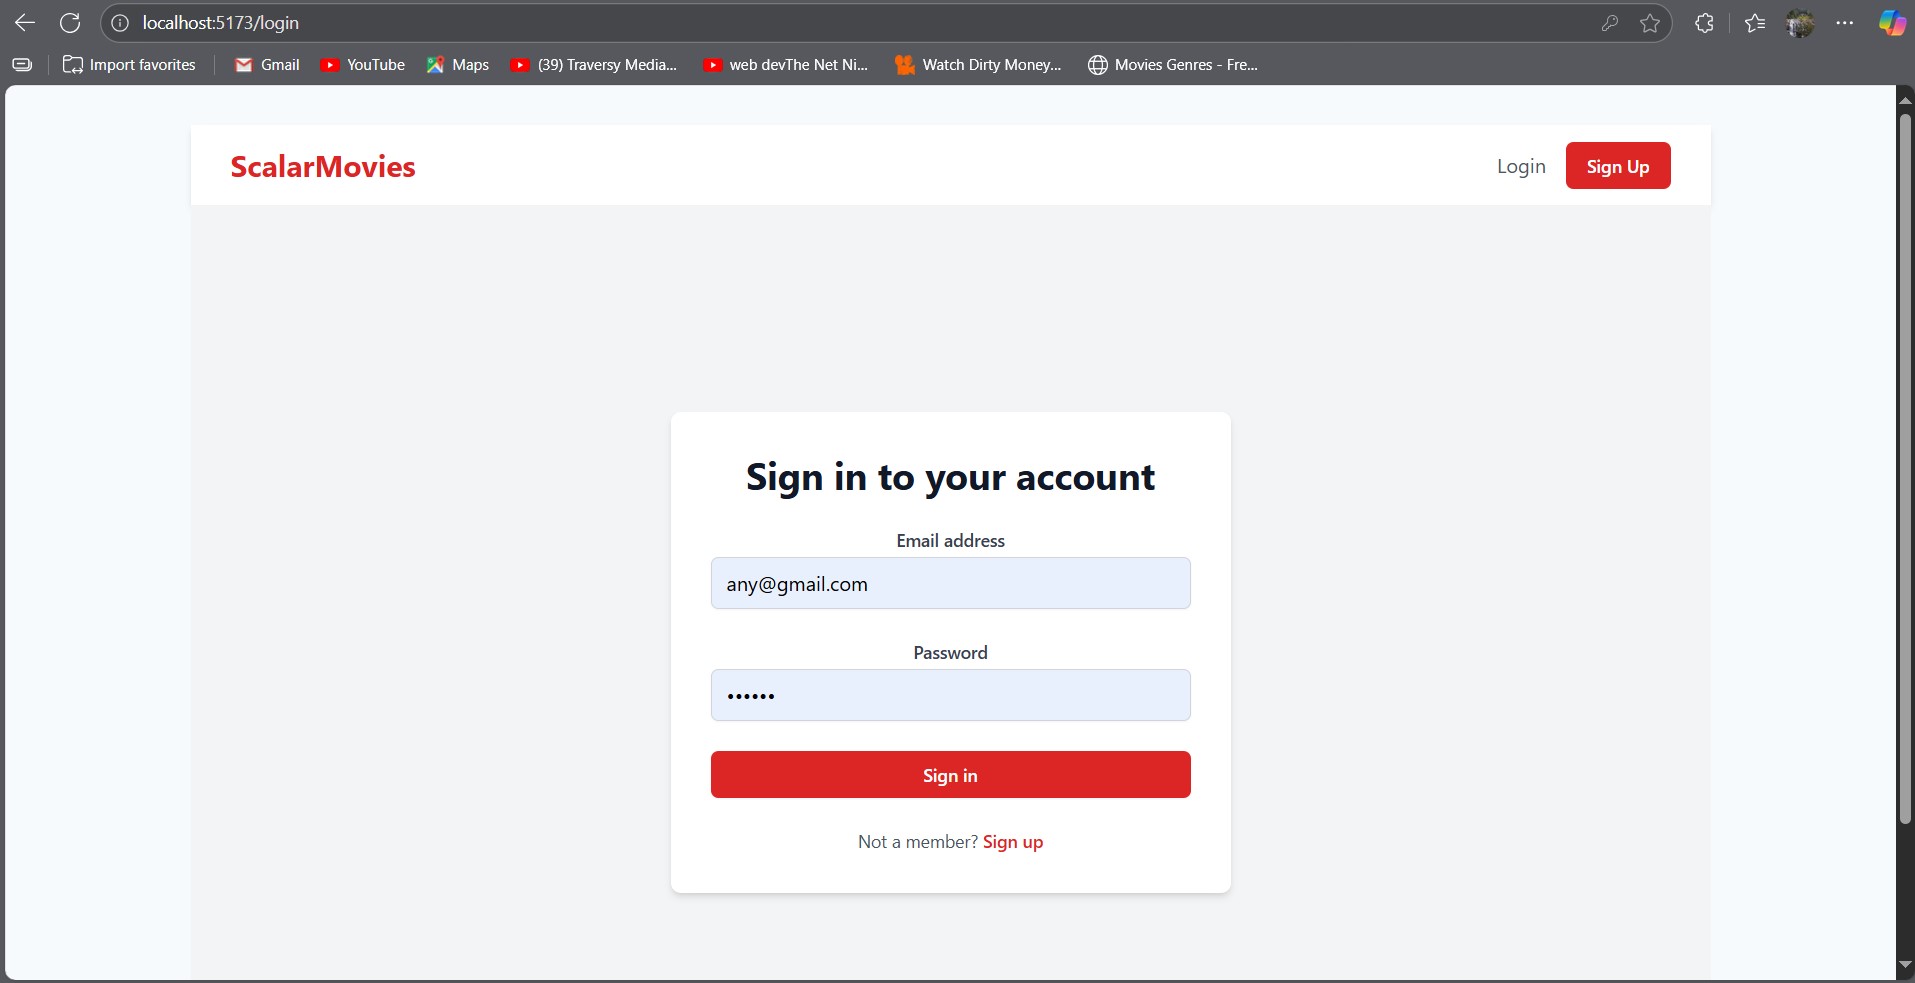 localhost:5173/login
Import favorites Gmail YouTube Maps (39) Traversy Media... web devThe Net Ni... Watch Dirty Money... Movies Genres - Fre...
ScalarMovies Login Sign Up
Sign in to your account
Email address
any@gmail.com
Password
••••••
Sign in
Not a member? Sign up